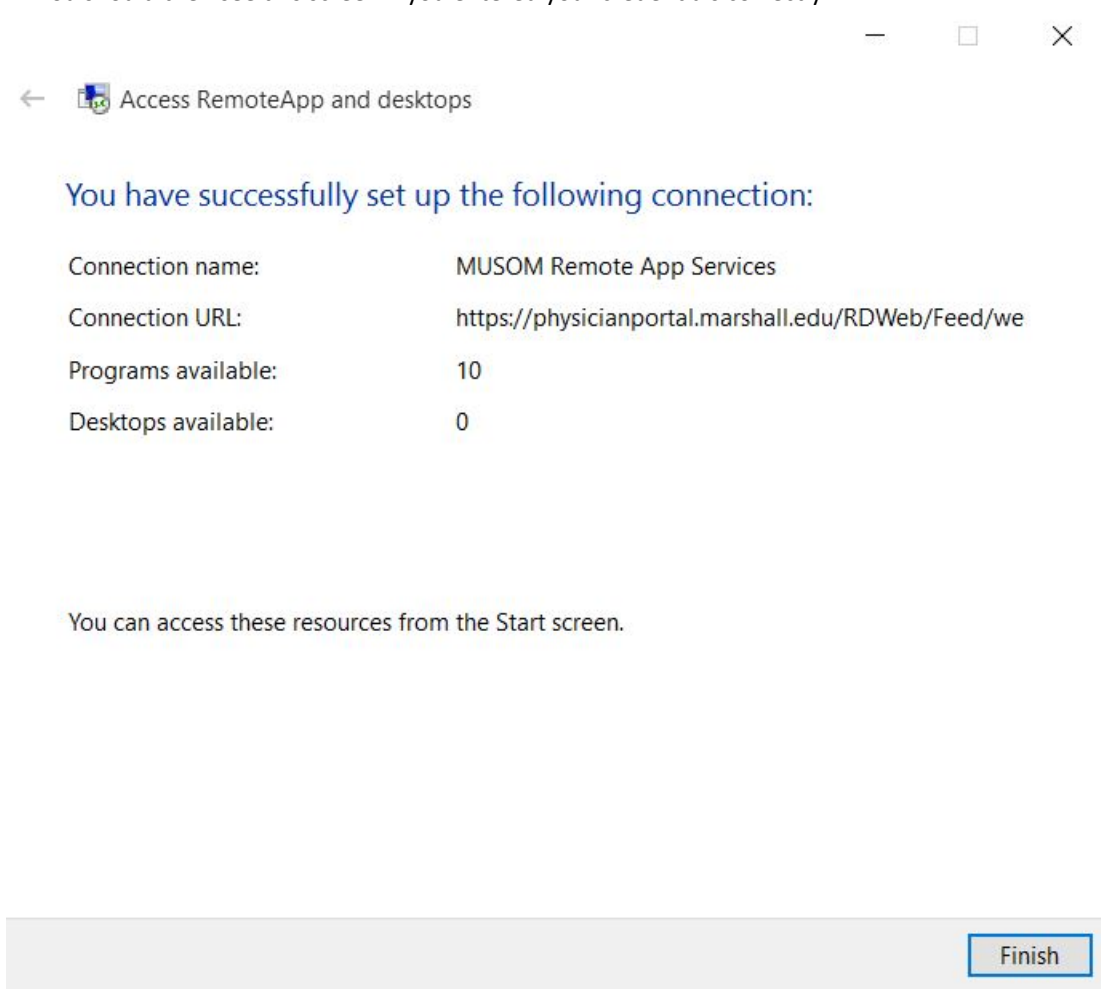 Access RemoteApp and desktops
You have successfully set up the following connection:
Connection name: MUSOM Remote App Services
Connection URL: https://physicianportal.marshall.edu/RDWeb/Feed/we
Programs available: 10
Desktops available: 0
You can access these resources from the Start screen.
Finish